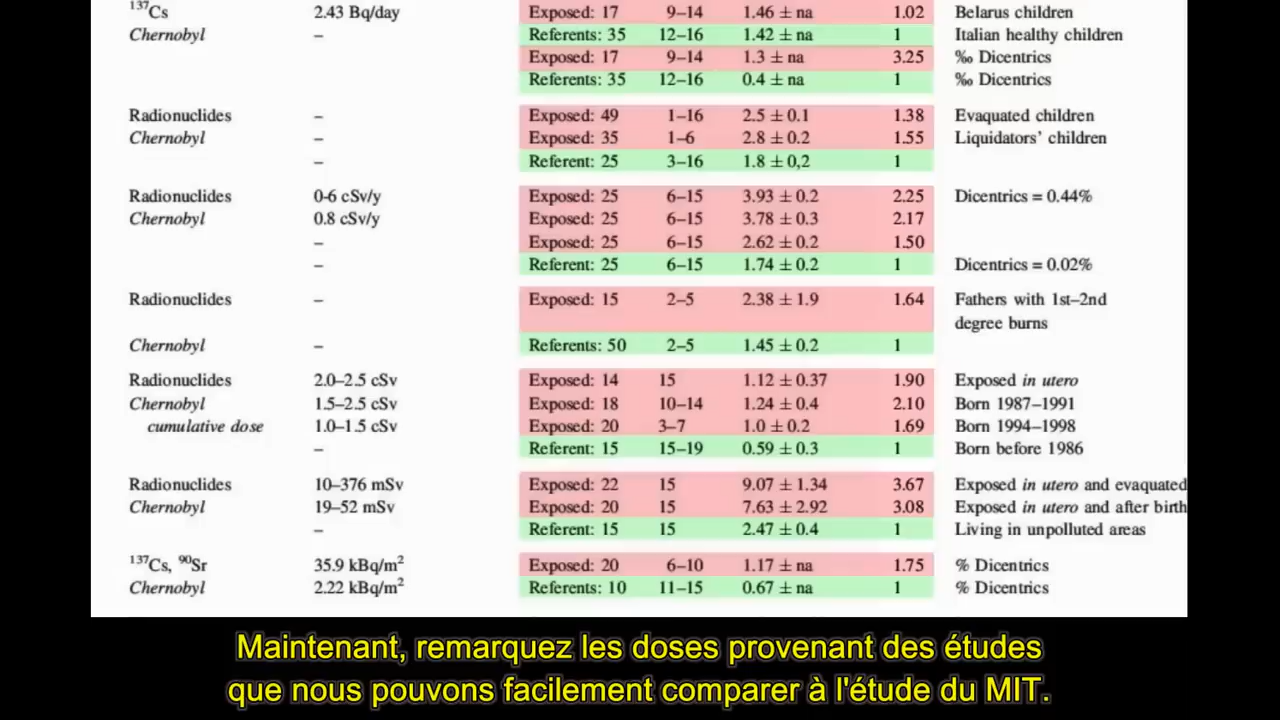 137Cs 2.43 Bq/day Exposed: 17 9–14 1.46 ± na 1.02 Belarus children
Chernobyl – Referents: 35 12–16 1.42 ± na 1 Italian healthy children
Exposed: 17 9–14 1.3 ± na 3.25 ‰ Dicentrics
Referents: 35 12–16 0.4 ± na 1 ‰ Dicentrics
Radionuclides – Exposed: 49 1–16 2.5 ± 0.1 1.38 Evaquated children
Chernobyl – Exposed: 35 1–6 2.8 ± 0.2 1.55 Liquidators' children
– Referent: 25 3–16 1.8 ± 0,2 1
Radionuclides 0-6 cSv/y Exposed: 25 6–15 3.93 ± 0.2 2.25 Dicentrics = 0.44%
Chernobyl 0.8 cSv/y Exposed: 25 6–15 3.78 ± 0.3 2.17
– Exposed: 25 6–15 2.62 ± 0.2 1.50
– Referent: 25 6–15 1.74 ± 0.2 1 Dicentrics = 0.02%
Radionuclides – Exposed: 15 2–5 2.38 ± 1.9 1.64 Fathers with 1st–2nd
degree burns
Chernobyl – Referents: 50 2–5 1.45 ± 0.2 1
Radionuclides 2.0–2.5 cSv Exposed: 14 15 1.12 ± 0.37 1.90 Exposed in utero
Chernobyl 1.5–2.5 cSv Exposed: 18 10–14 1.24 ± 0.4 2.10 Born 1987–1991
cumulative dose 1.0–1.5 cSv Exposed: 20 3–7 1.0 ± 0.2 1.69 Born 1994–1998
– Referent: 15 15–19 0.59 ± 0.3 1 Born before 1986
Radionuclides 10–376 mSv Exposed: 22 15 9.07 ± 1.34 3.67 Exposed in utero and evaquated
Chernobyl 19–52 mSv Exposed: 20 15 7.63 ± 2.92 3.08 Exposed in utero and after birth
– Referent: 15 15 2.47 ± 0.4 1 Living in unpolluted areas
137Cs, 90Sr 35.9 kBq/m2 Exposed: 20 6–10 1.17 ± na 1.75 % Dicentrics
Chernobyl 2.22 kBq/m2 Referents: 10 11–15 0.67 ± na 1 % Dicentrics
Maintenant, remarquez les doses provenant des études
que nous pouvons facilement comparer à l'étude du MIT.